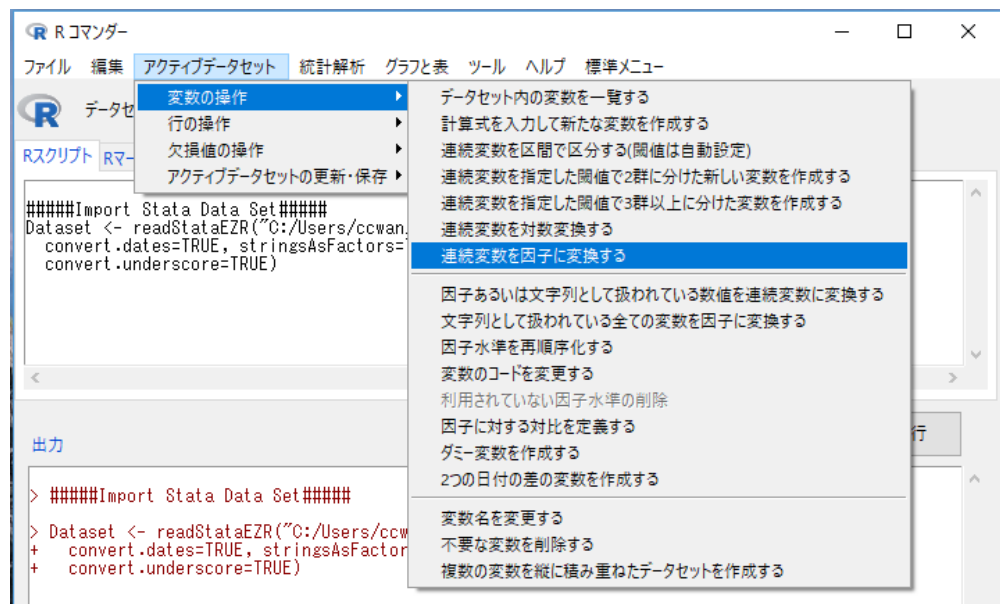 R コマンダー
ファイル 編集 アクティブデータセット 統計解析 グラフと表 ツール ヘルプ 標準メニュー
R データセ
変数の操作
行の操作
欠損値の操作
アクティブデータセットの更新・保存
データセット内の変数を一覧する
計算式を入力して新たな変数を作成する
連続変数を区間で区分する(閾値は自動設定)
連続変数を指定した閾値で2群に分けた新しい変数を作成する
連続変数を指定した閾値で3群以上に分けた変数を作成する
連続変数を対数変換する
連続変数を因子に変換する
因子あるいは文字列として扱われている数値を連続変数に変換する
文字列として扱われている全ての変数を因子に変換する
因子水準を再順序化する
変数のコードを変更する
利用されていない因子水準の削除
因子に対する対比を定義する
ダミー変数を作成する
2つの日付の差の変数を作成する
変数名を変更する
不要な変数を削除する
複数の変数を縦に積み重ねたデータセットを作成する
Rスクリプト Rマー
#####Import Stata Data Set#####
Dataset <- readStataEZR("C:/Users/ccwan
convert.dates=TRUE, stringsAsFactors=
convert.underscore=TRUE)
行
出力
> #####Import Stata Data Set#####
> Dataset <- readStataEZR("C:/Users/ccw
+ convert.dates=TRUE, stringsAsFactor
+ convert.underscore=TRUE)